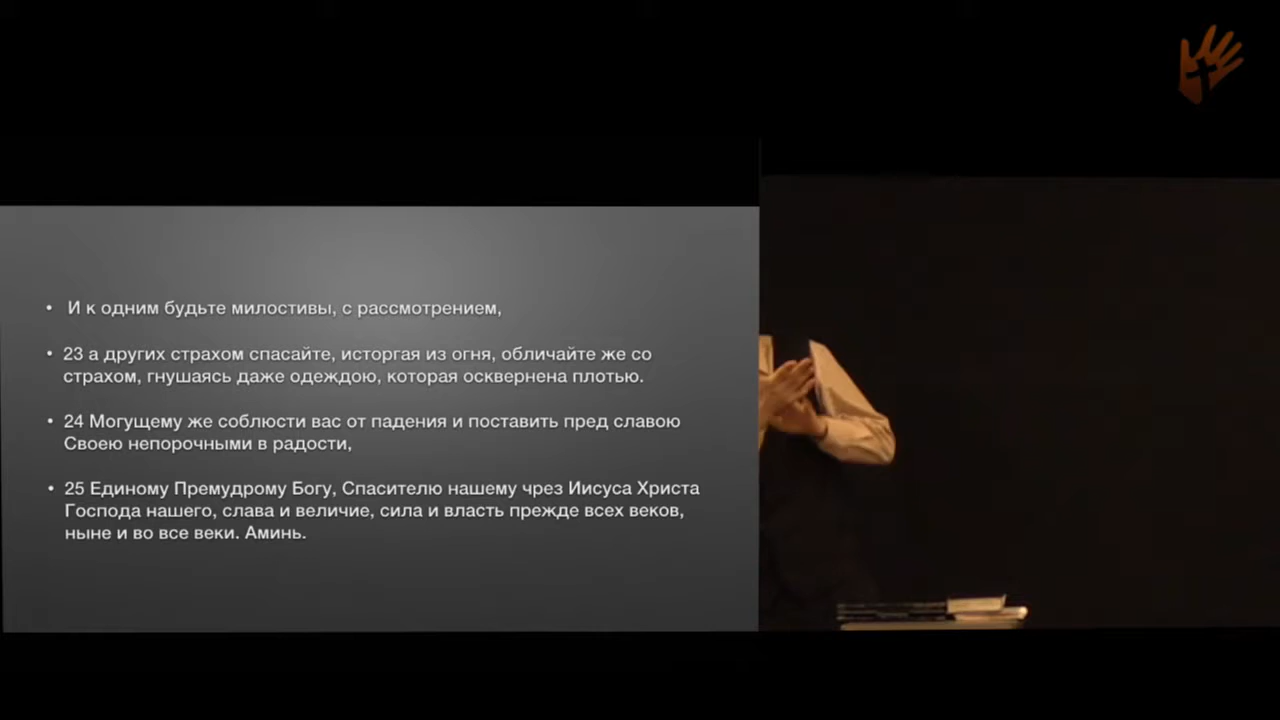 • И к одним будьте милостивы, с рассмотрением,
• 23 а других страхом спасайте, исторгая из огня, обличайте же со
страхом, гнушаясь даже одеждою, которая осквернена плотью.
• 24 Могущему же соблюсти вас от падения и поставить пред славою
Своею непорочными в радости,
• 25 Единому Премудрому Богу, Спасителю нашему чрез Иисуса Христа
Господа нашего, слава и величие, сила и власть прежде всех веков,
ныне и во все веки. Аминь.